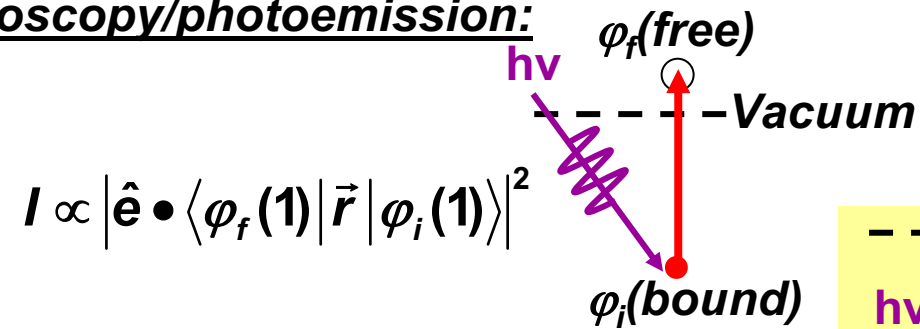 oscopy/photoemission:
φf(free)
hν
Vacuum
I ∝ |ê • ⟨φf(1)|r⃗|φi(1)⟩|²
φi(bound)
hν